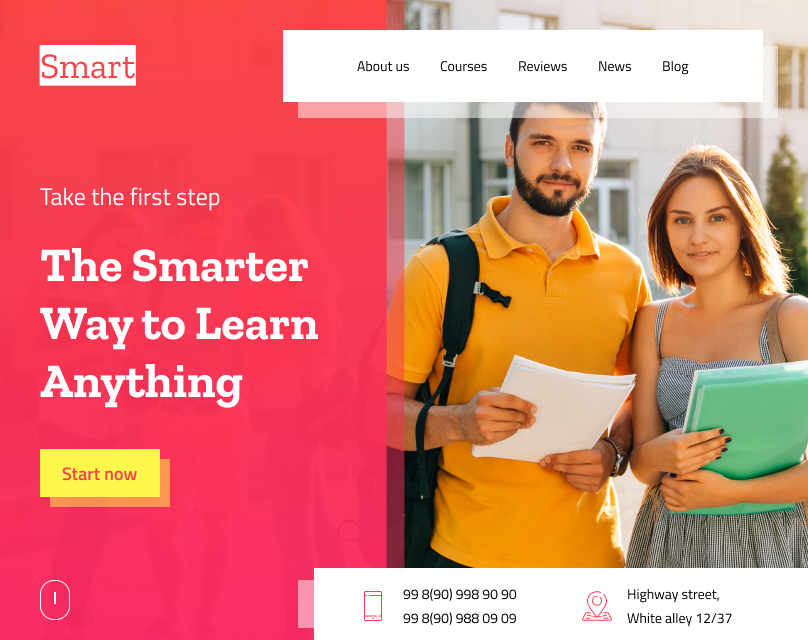 Smart
About us
Courses
Reviews
News
Blog
Take the first step
The Smarter
Way to Learn
Anything
Start now
99 8(90) 998 90 90
99 8(90) 988 09 09
Highway street,
White alley 12/37